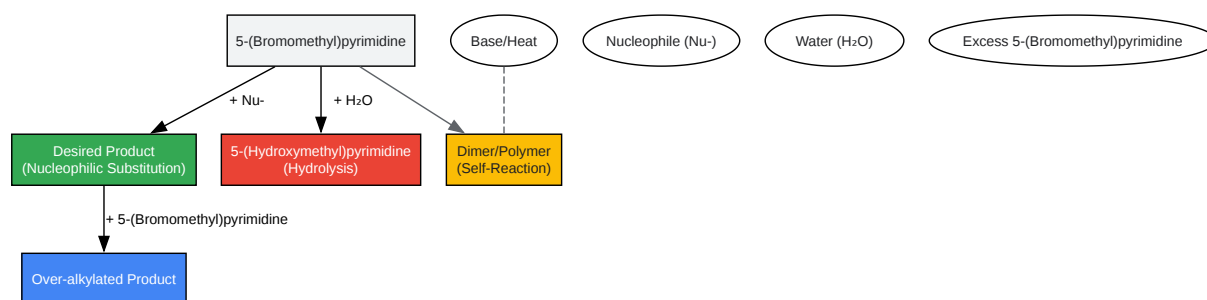 5-(Bromomethyl)pyrimidine
Base/Heat
Nucleophile (Nu-)
Water (H₂O)
Excess 5-(Bromomethyl)pyrimidine
+ Nu-
+ H₂O
Desired Product
(Nucleophilic Substitution)
5-(Hydroxymethyl)pyrimidine
(Hydrolysis)
Dimer/Polymer
(Self-Reaction)
+ 5-(Bromomethyl)pyrimidine
Over-alkylated Product